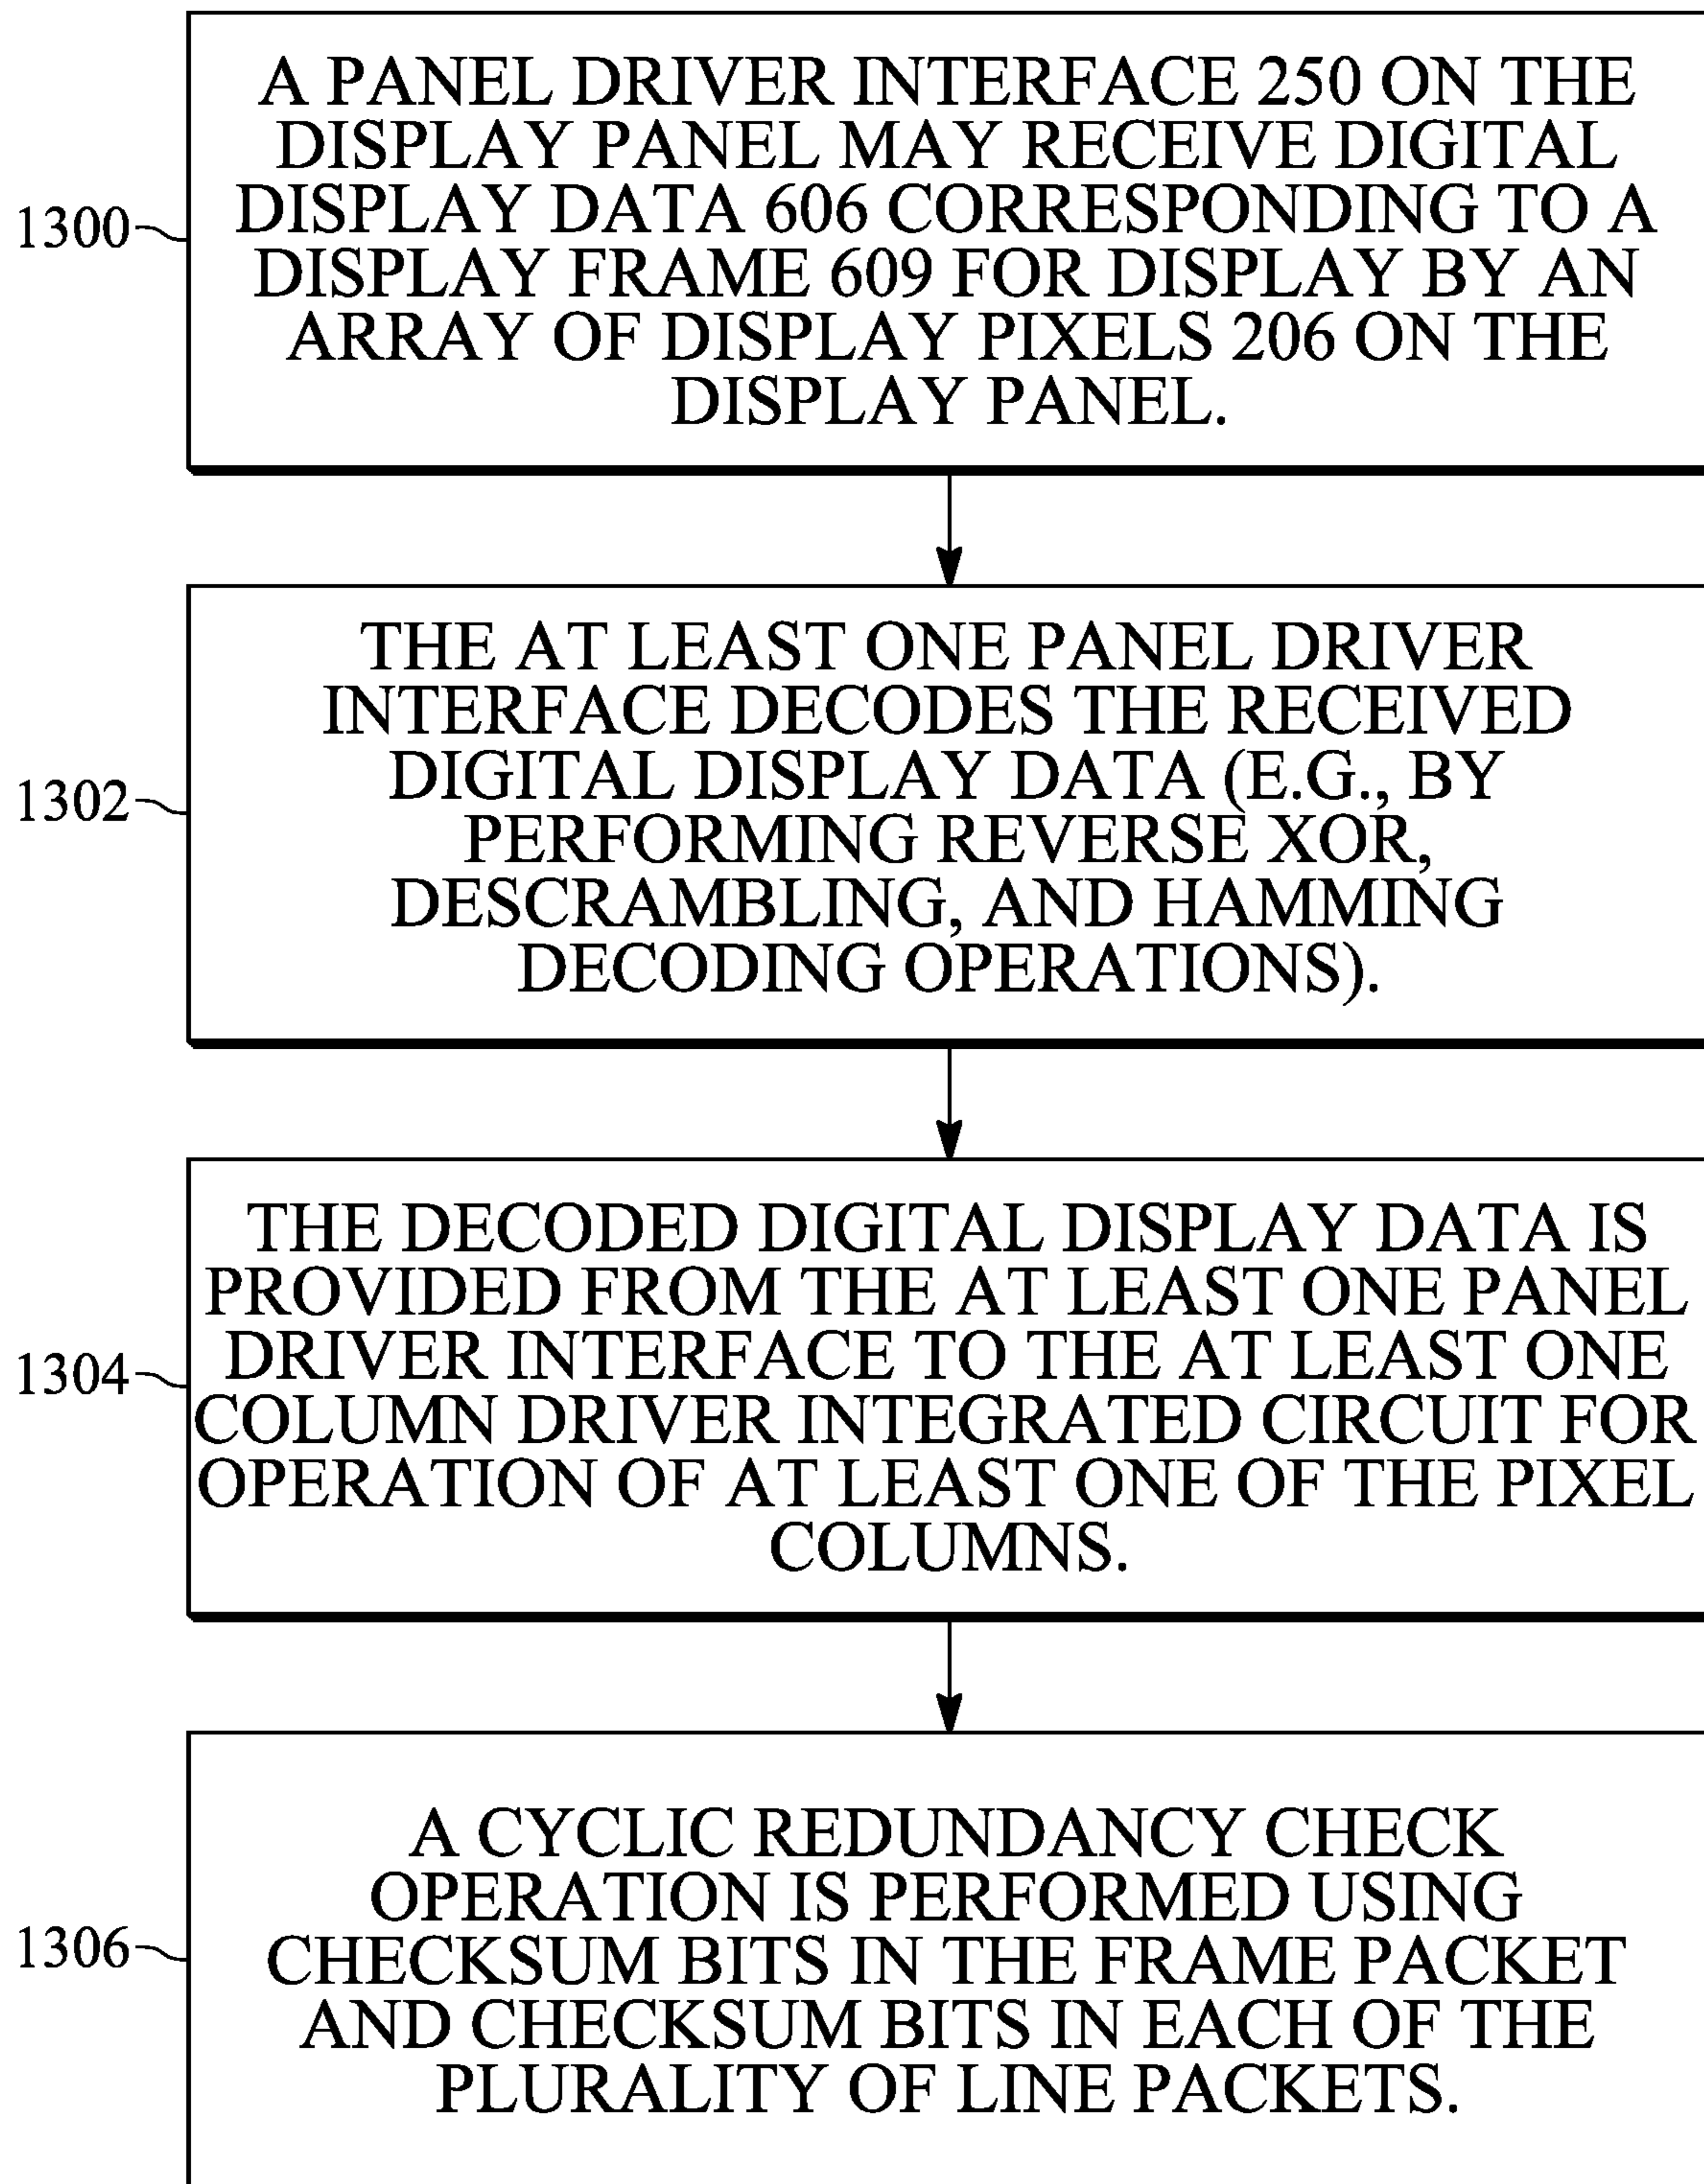 A PANEL DRIVER INTERFACE 250 ON THE
DISPLAY PANEL MAY RECEIVE DIGITAL
1300
DISPLAY DATA 606 CORRESPONDING TO A
DISPLAY FRAME 609 FOR DISPLAY BY AN
ARRAY OF DISPLAY PIXELS 206 ON THE
DISPLAY PANEL.
THE AT LEAST ONE PANEL DRIVER
INTERFACE DECODES THE RECEIVED
DIGITAL DISPLAY DATA (E.G., BY
1302
PERFORMING REVERSE XOR,
DESCRAMBLING, AND HAMMING
DECODING OPERATIONS).
THE DECODED DIGITAL DISPLAY DATA IS
PROVIDED FROM THE AT LEAST ONE PANEL
DRIVER INTERFACE TO THE AT LEAST ONE
1304
COLUMN DRIVER INTEGRATED CIRCUIT FOR
OPERATION OF AT LEAST ONE OF THE PIXEL
COLUMNS.
A CYCLIC REDUNDANCY CHECK
OPERATION IS PERFORMED USING
1306
CHECKSUM BITS IN THE FRAME PACKET
AND CHECKSUM BITS IN EACH OF THE
PLURALITY OF LINE PACKETS.